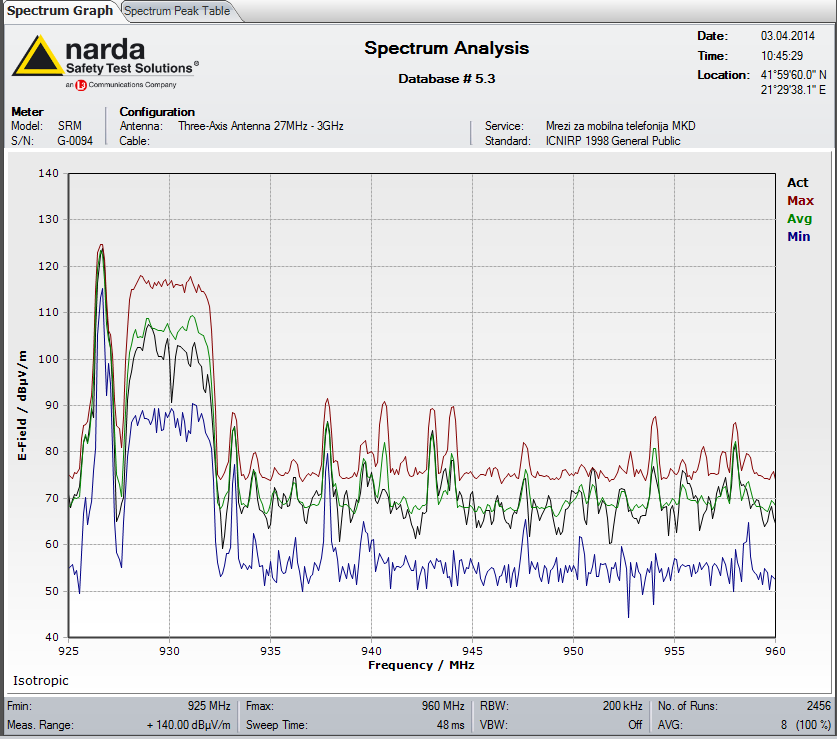 Spectrum Graph Spectrum Peak Table
narda
Safety Test Solutions®
an L3 Communications Company
Spectrum Analysis
Database # 5.3
Date: 03.04.2014
Time: 10:45:29
Location: 41°59'60.0" N
21°29'38.1" E
Meter
Model: SRM
S/N: G-0094
Configuration
Antenna: Three-Axis Antenna 27MHz - 3GHz
Cable:
Service: Mrezi za mobilna telefonija MKD
Standard: ICNIRP 1998 General Public
140
130
120
110
100
90
80
70
60
50
40
E-Field / dBµV/m
925 930 935 940 945 950 955 960
Frequency / MHz
Act
Max
Avg
Min
Isotropic
Fmin: 925 MHz Fmax: 960 MHz RBW: 200 kHz No. of Runs: 2456
Meas. Range: + 140.00 dBµV/m Sweep Time: 48 ms VBW: Off AVG: 8 (100 %)